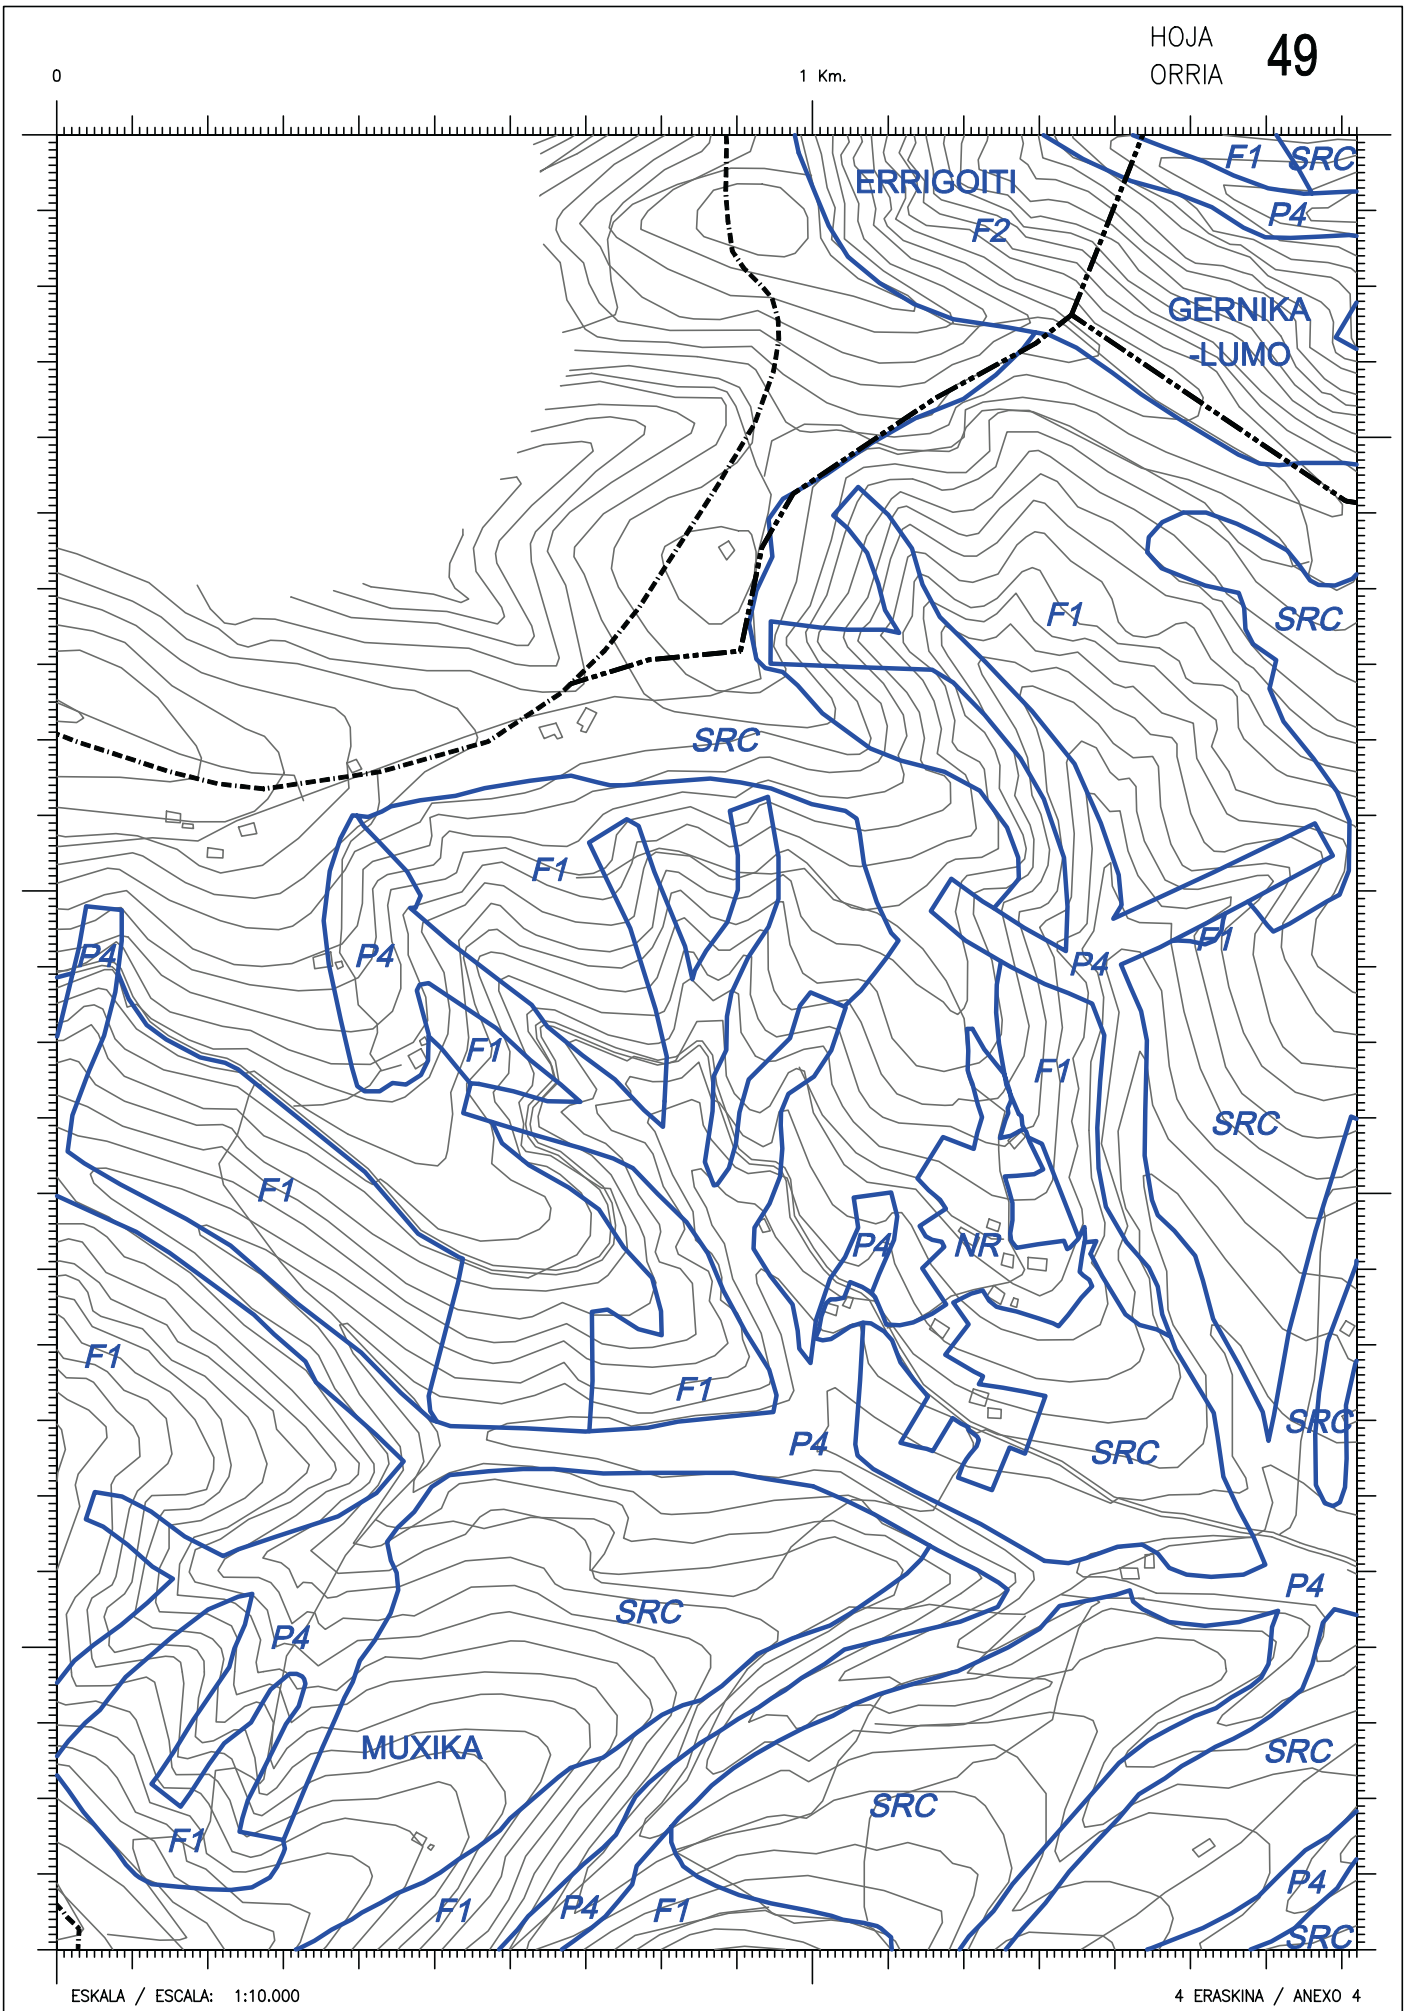 HOJA
ORRIA
49
0
1 Km.
F1
SRC
ERRIGOITI
P4
F2
GERNIKA
-LUMO
F1
SRC
SRC
F1
P4
P4
F1
P4
F1
F1
SRC
F1
P4
NR
F1
F1
SRC
P4
SRC
P4
SRC
P4
MUXIKA
SRC
SRC
F1
P4
F1
P4
F1
SRC
ESKALA / ESCALA: 1:10.000
4 ERASKINA / ANEXO 4